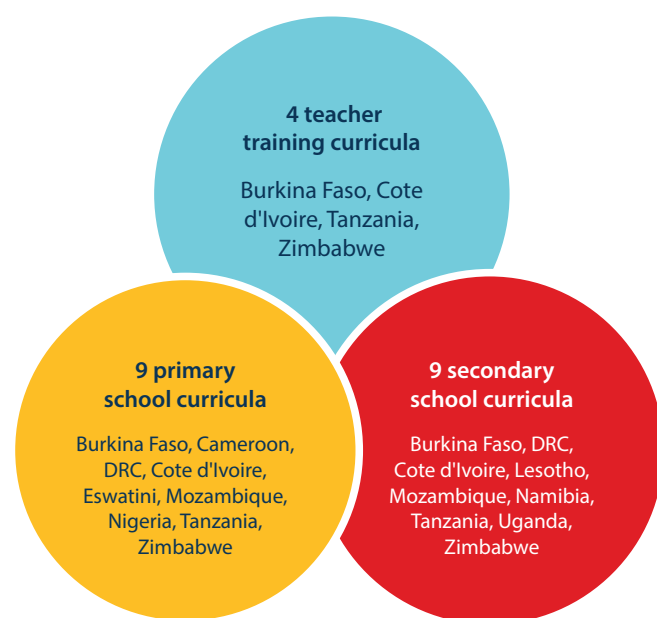 4 teacher
training curricula
Burkina Faso, Cote
d'Ivoire, Tanzania,
Zimbabwe
9 primary
school curricula
Burkina Faso, Cameroon,
DRC, Cote d'Ivoire,
Eswatini, Mozambique,
Nigeria, Tanzania,
Zimbabwe
9 secondary
school curricula
Burkina Faso, DRC,
Cote d'Ivoire, Lesotho,
Mozambique, Namibia,
Tanzania, Uganda,
Zimbabwe